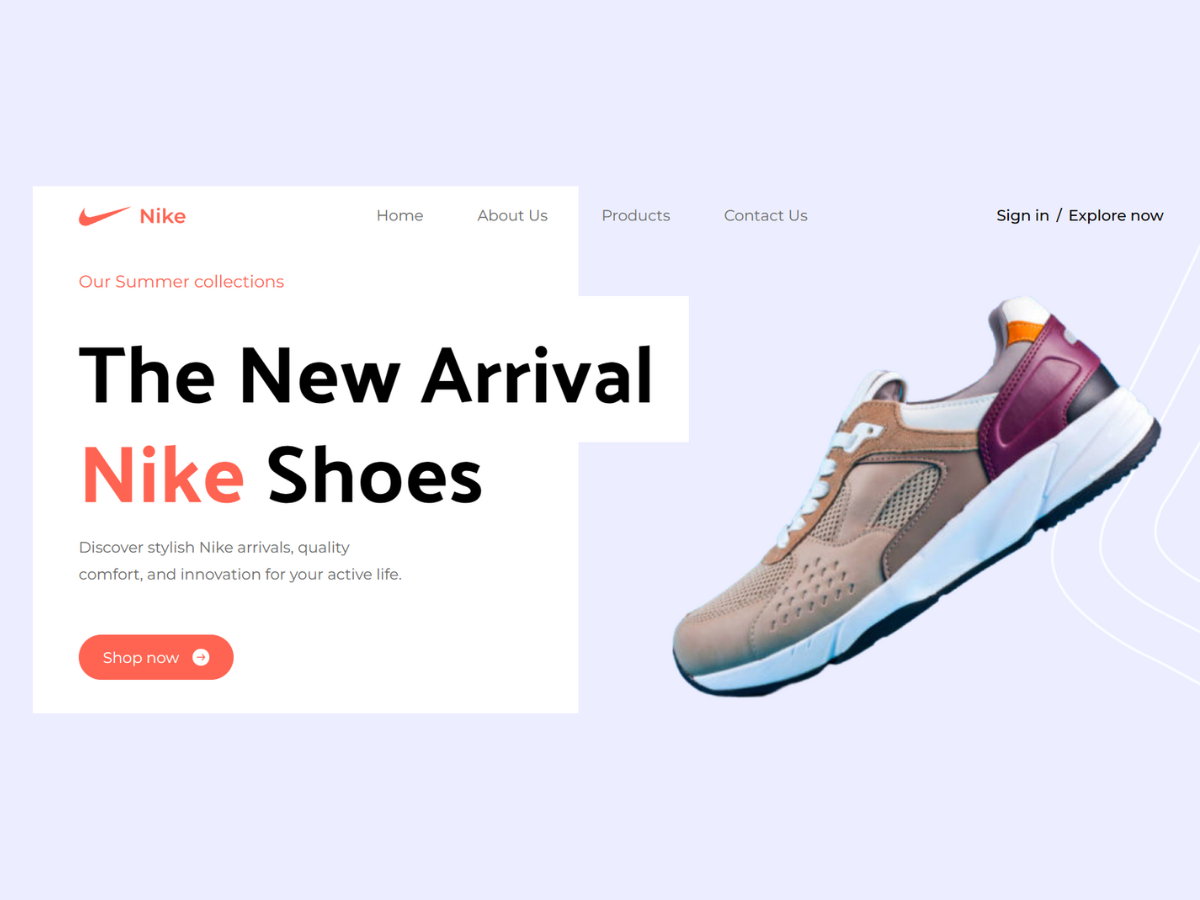 Nike
Home
About Us
Products
Contact Us
Sign in / Explore now
Our Summer collections
The New Arrival
Nike Shoes
Discover stylish Nike arrivals, quality
comfort, and innovation for your active life.
Shop now